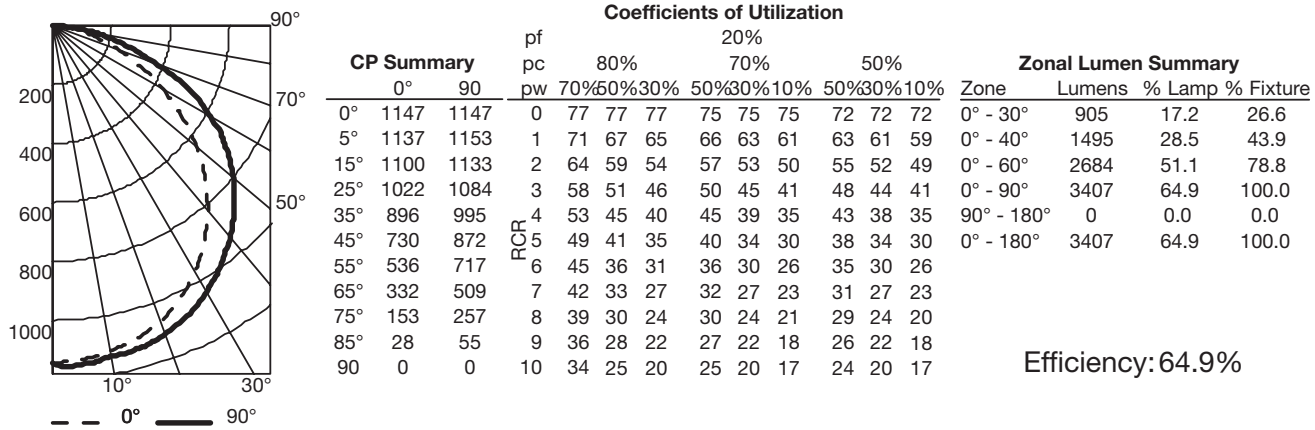 90°
70°
50°
30°
10°
200
400
600
800
1000
0° 90°
CP Summary
0° 90
0° 1147 1147
5° 1137 1153
15° 1100 1133
25° 1022 1084
35° 896 995
45° 730 872
55° 536 717
65° 332 509
75° 153 257
85° 28 55
90 0 0
Coefficients of Utilization
pf 20%
pc 80% 70% 50%
pw 70%50%30% 50%30%10% 50%30%10%
RCR
0 77 77 77 75 75 75 72 72 72
1 71 67 65 66 63 61 63 61 59
2 64 59 54 57 53 50 55 52 49
3 58 51 46 50 45 41 48 44 41
4 53 45 40 45 39 35 43 38 35
5 49 41 35 40 34 30 38 34 30
6 45 36 31 36 30 26 35 30 26
7 42 33 27 32 27 23 31 27 23
8 39 30 24 30 24 21 29 24 20
9 36 28 22 27 22 18 26 22 18
10 34 25 20 25 20 17 24 20 17
Zonal Lumen Summary
Zone Lumens % Lamp % Fixture
0° - 30° 905 17.2 26.6
0° - 40° 1495 28.5 43.9
0° - 60° 2684 51.1 78.8
0° - 90° 3407 64.9 100.0
90° - 180° 0 0.0 0.0
0° - 180° 3407 64.9 100.0
Efficiency: 64.9%